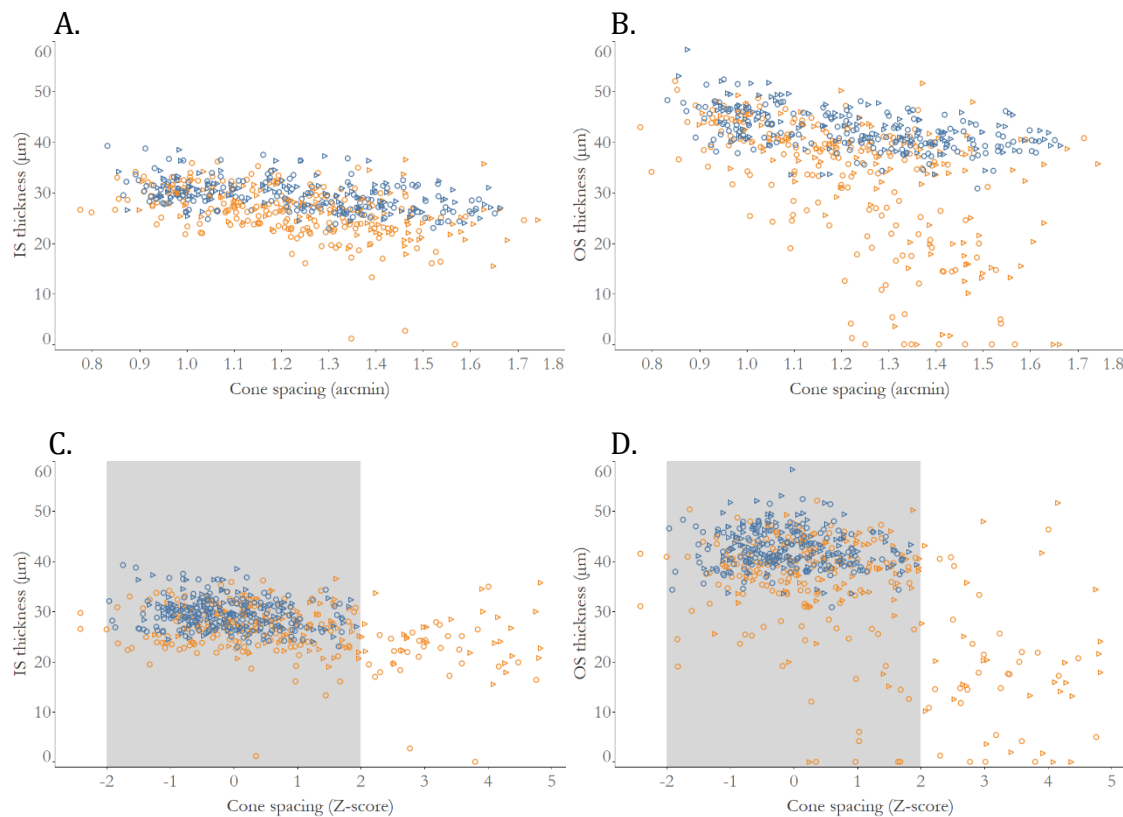 A.
60
50
40
30
20
10
0
IS thickness (µm)
0.8 0.9 1.0 1.1 1.2 1.3 1.4 1.5 1.6 1.7 1.8
Cone spacing (arcmin)
B.
60
50
40
30
20
10
0
OS thickness (µm)
0.8 0.9 1.0 1.1 1.2 1.3 1.4 1.5 1.6 1.7 1.8
Cone spacing (arcmin)
C.
60
50
40
30
20
10
0
IS thickness (µm)
-2 -1 0 1 2 3 4 5
Cone spacing (Z-score)
D.
60
50
40
30
20
10
0
OS thickness (µm)
-2 -1 0 1 2 3 4 5
Cone spacing (Z-score)